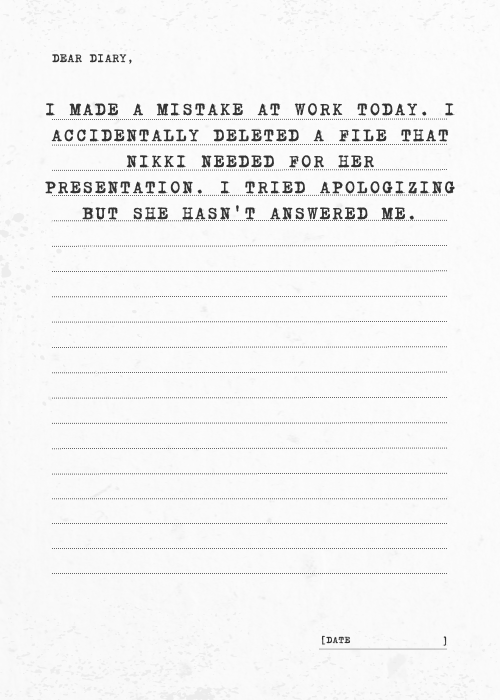 DEAR DIARY,
I MADE A MISTAKE AT WORK TODAY. I
ACCIDENTALLY DELETED A FILE THAT
NIKKI NEEDED FOR HER
PRESENTATION. I TRIED APOLOGIZING
BUT SHE HASN'T ANSWERED ME.
[DATE ]